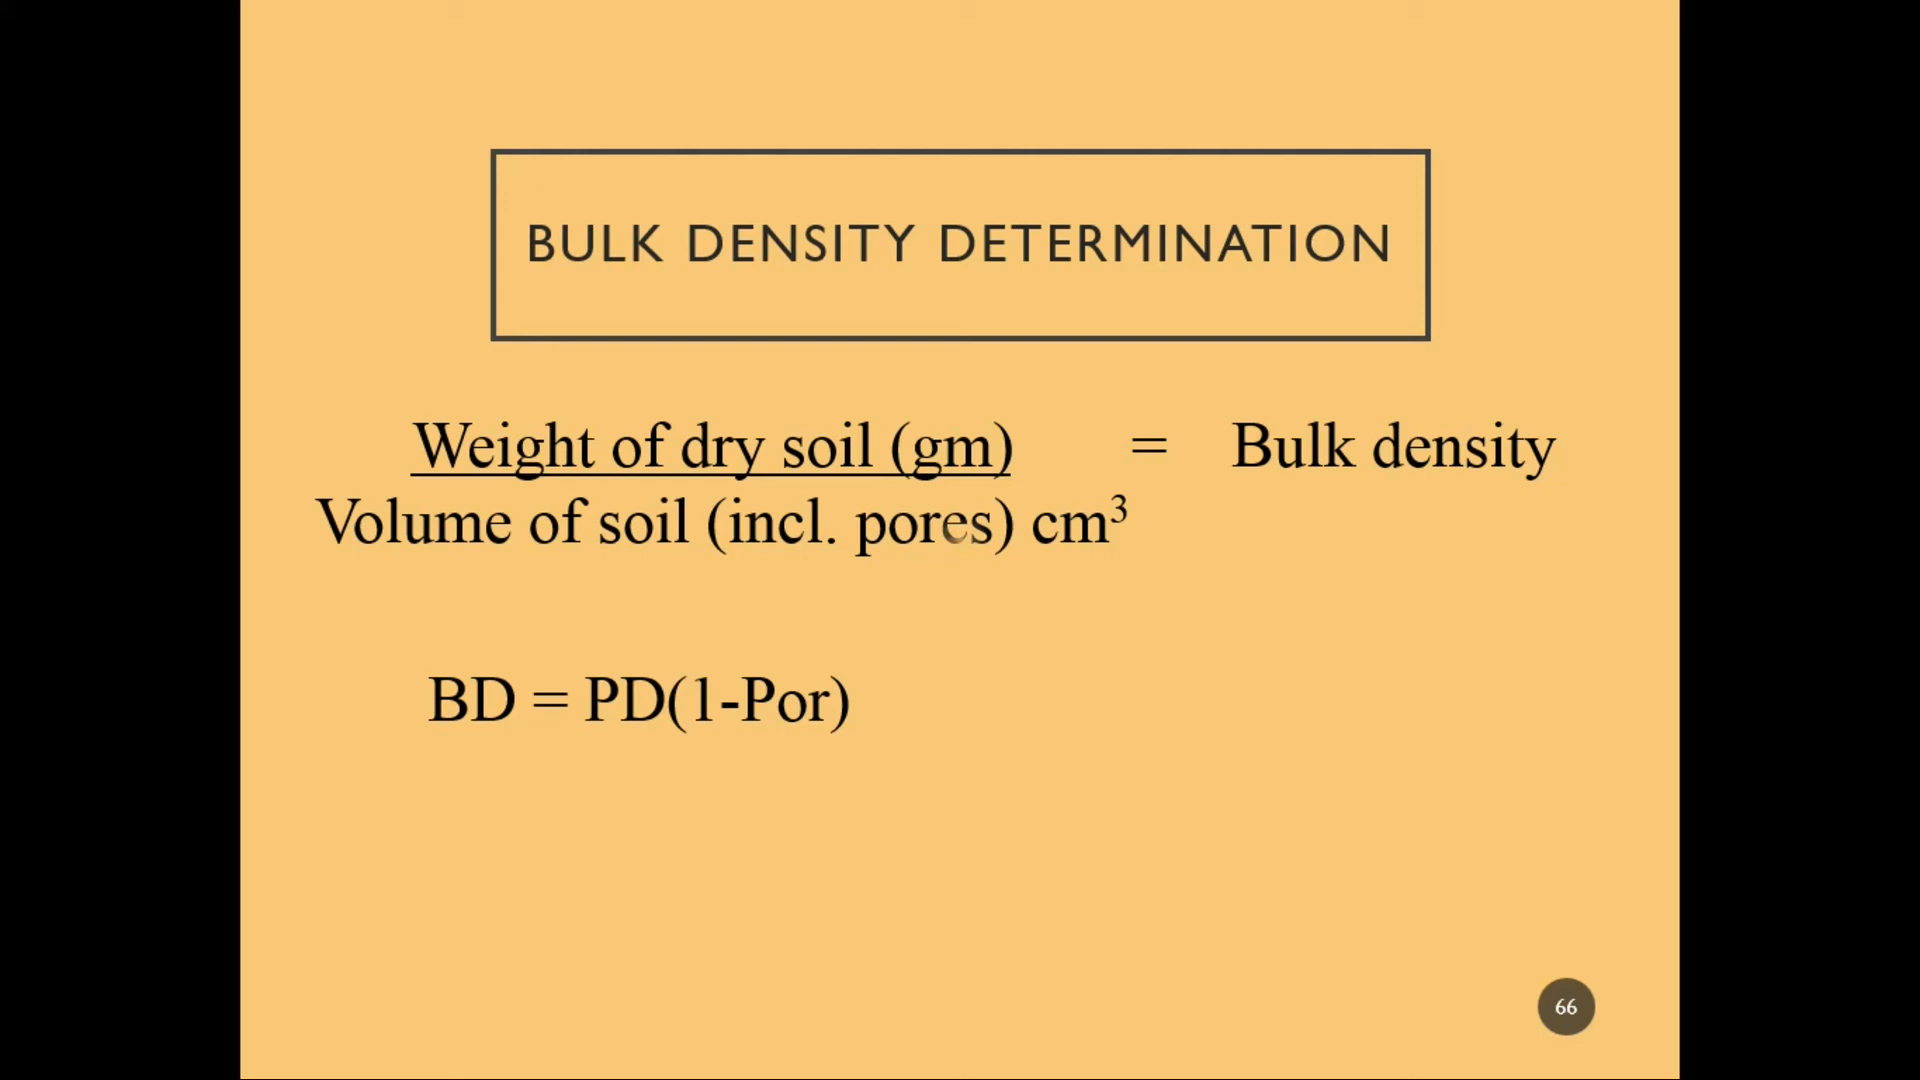 BULK DENSITY DETERMINATION
Weight of dry soil (gm) = Bulk density
Volume of soil (incl. pores) cm³
BD = PD(1-Por)
66